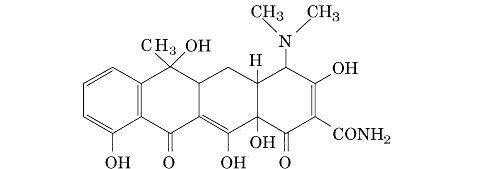 CH3 CH3
N
CH3 OH H OH
CONH2
OH
OH O OH O